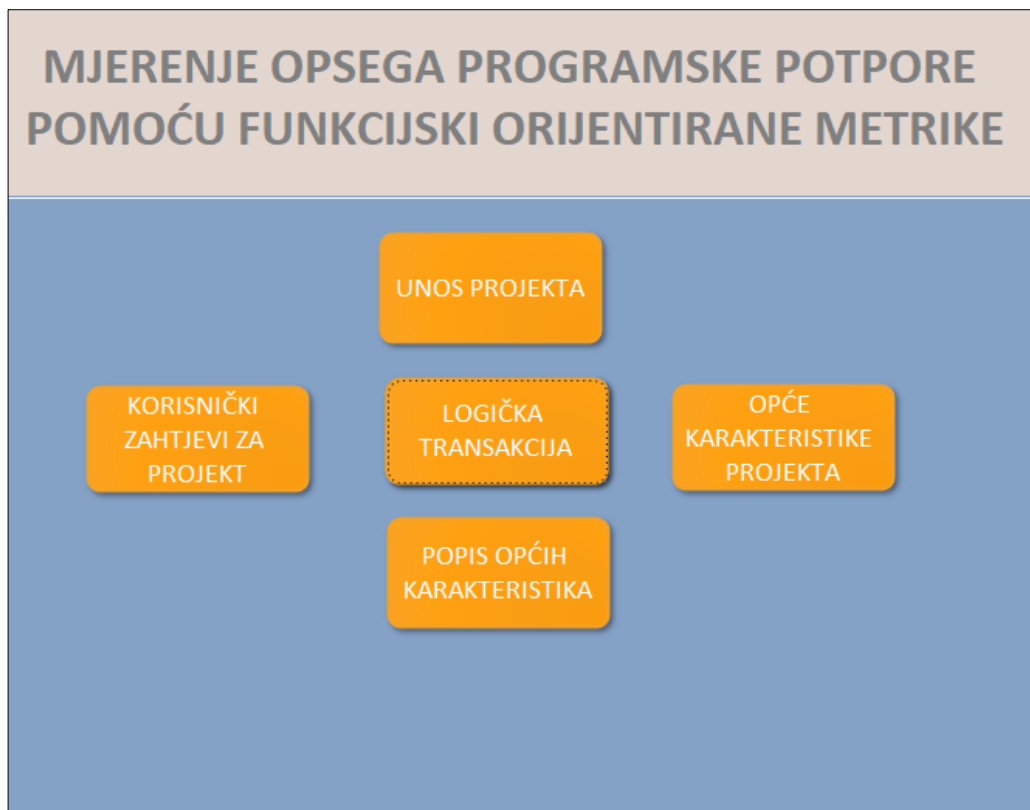 MJERENJE OPSEGA PROGRAMSKE POTPORE
POMOĆU FUNKCIJSKI ORIJENTIRANE METRIKE
UNOS PROJEKTA
KORISNIČKI
ZAHTJEVI ZA
PROJEKT
LOGIČKA
TRANSAKCIJA
OPĆE
KARAKTERISTIKE
PROJEKTA
POPIS OPĆIH
KARAKTERISTIKA